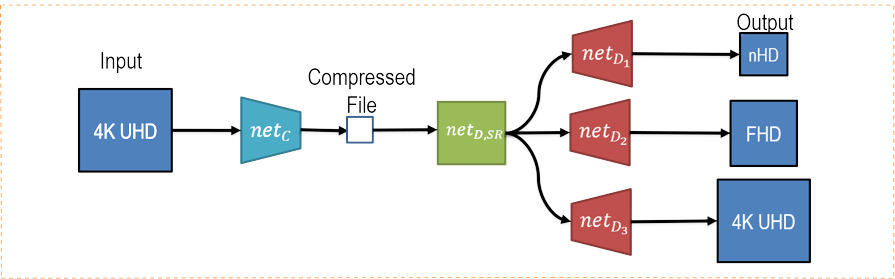 Input
4K UHD
net_C
Compressed
File
net_{D,SR}
net_{D_1}
net_{D_2}
net_{D_3}
Output
nHD
FHD
4K UHD